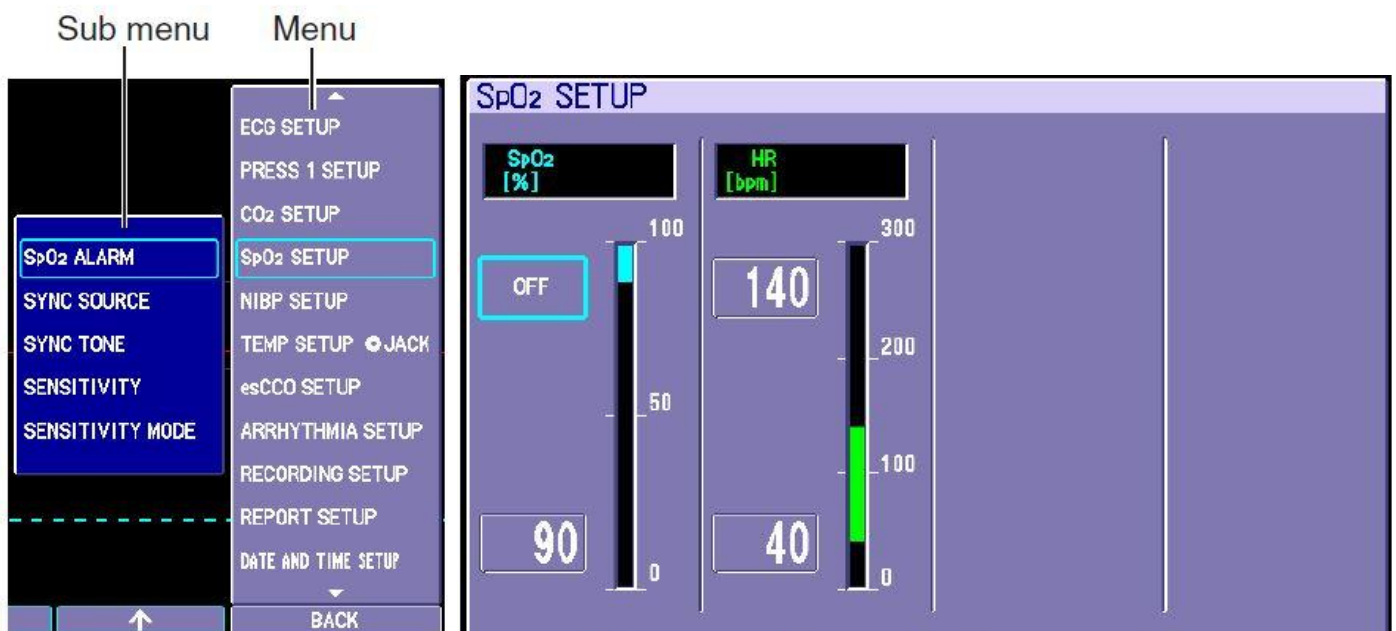 Sub menu
Menu
ECG SETUP
PRESS 1 SETUP
CO2 SETUP
SpO2 SETUP
NIBP SETUP
TEMP SETUP JACK
esCCO SETUP
ARRHYTHMIA SETUP
RECORDING SETUP
REPORT SETUP
DATE AND TIME SETUP
BACK
SpO2 ALARM
SYNC SOURCE
SYNC TONE
SENSITIVITY
SENSITIVITY MODE
SpO2 SETUP
SpO2
[%]
100
OFF
50
90
0
HR
[bpm]
300
140
200
100
40
0